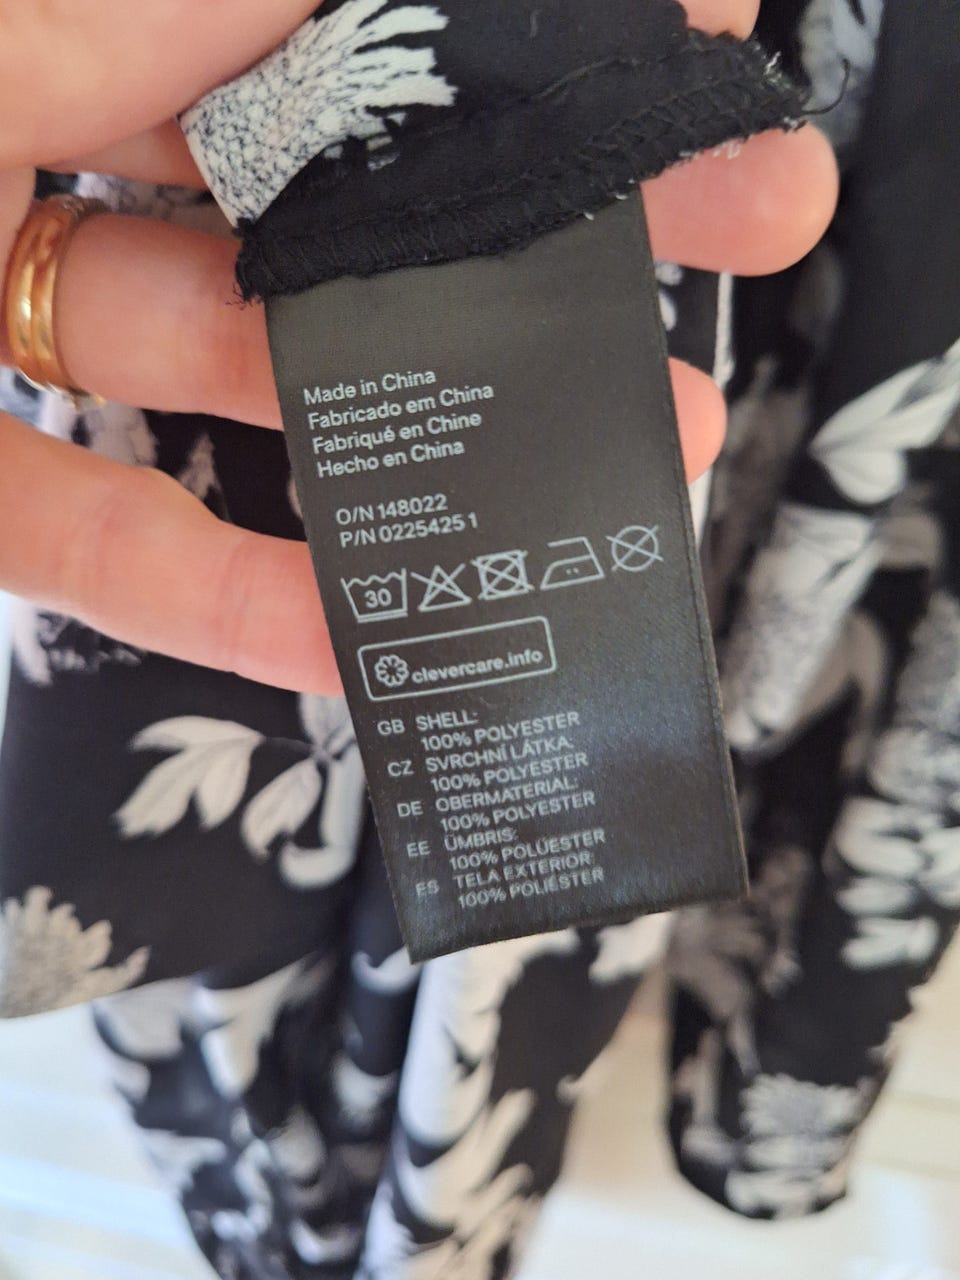 Made in China
Fabricado em China
Fabriqué en Chine
Hecho en China
O/N 148022
P/N 0225425 1
30
clevercare.info
GB SHELL:
100% POLYESTER
CZ SVRCHNÍ LÁTKA:
100% POLYESTER
DE OBERMATERIAL:
100% POLYESTER
EE ÜMBRIS:
100% POLÜESTER
ES TELA EXTERIOR:
100% POLIÉSTER